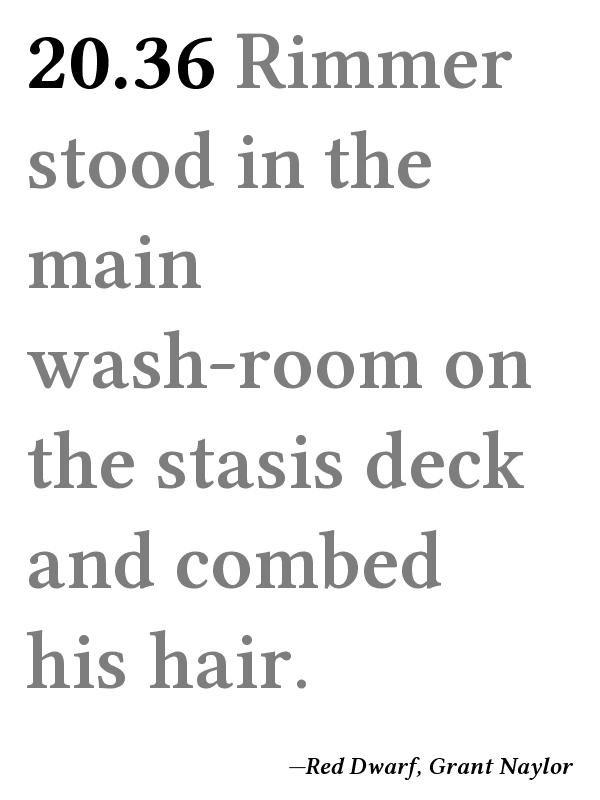 20.36 Rimmer
stood in the
main
wash-room on
the stasis deck
and combed
his hair.
—Red Dwarf, Grant Naylor